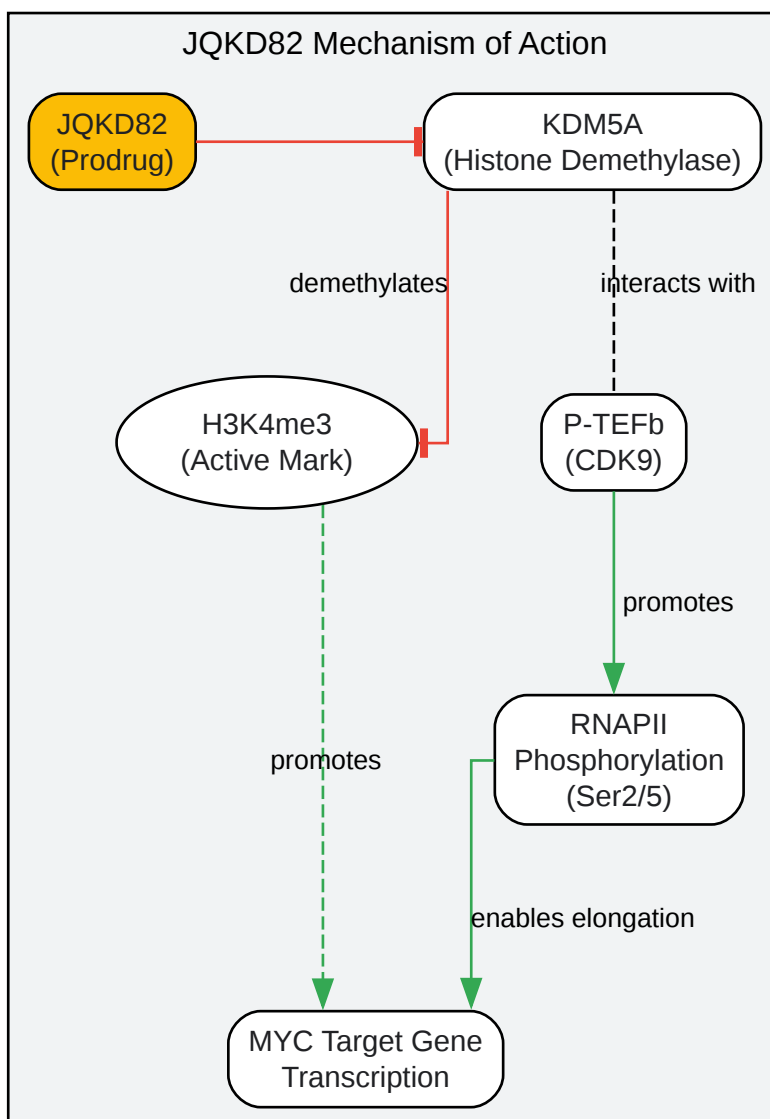 JQKD82 Mechanism of Action
JQKD82
(Prodrug)
KDM5A
(Histone Demethylase)
demethylates
interacts with
H3K4me3
(Active Mark)
P-TEFb
(CDK9)
promotes
RNAPII
Phosphorylation
(Ser2/5)
promotes
enables elongation
MYC Target Gene
Transcription